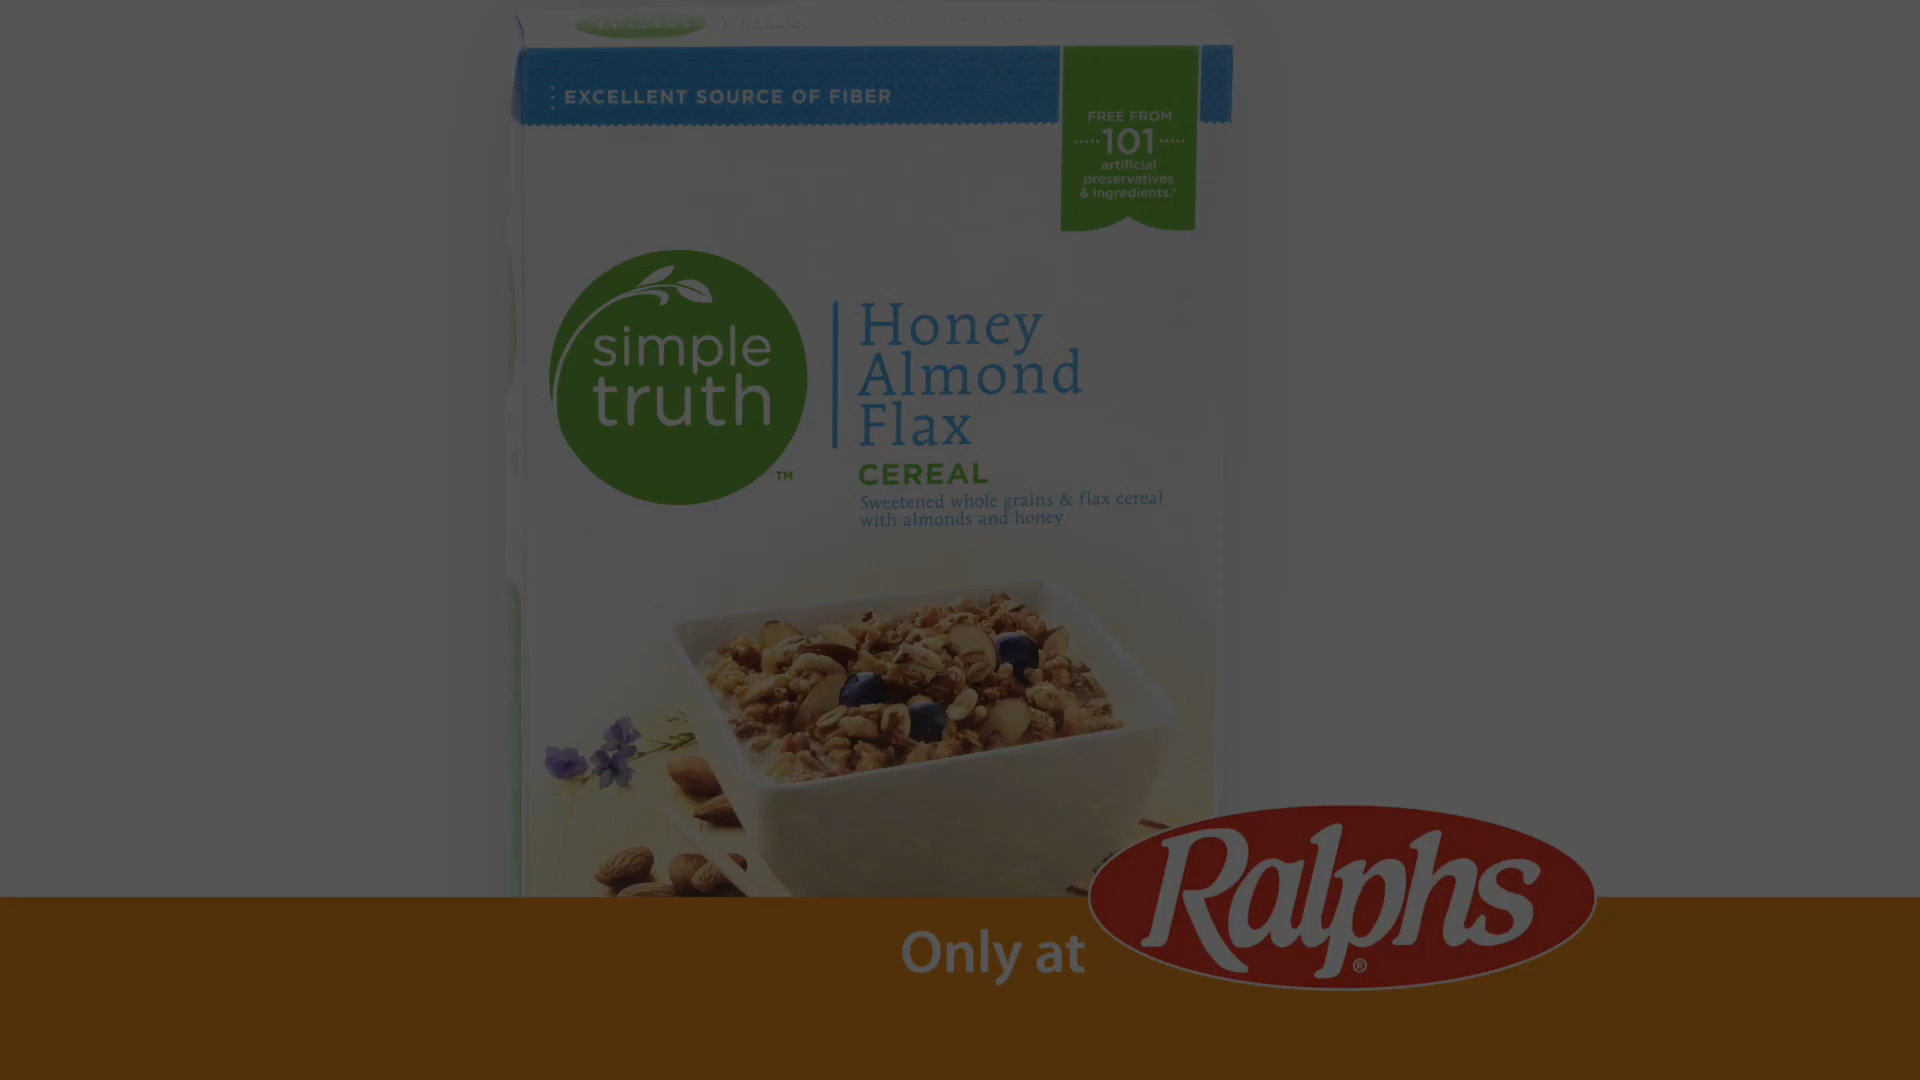 EXCELLENT SOURCE OF FIBER
FREE FROM
101
artificial
preservatives
& ingredients.*
simple
truth
TM
Honey
Almond
Flax
CEREAL
Sweetened whole grains & flax cereal
with almonds and honey
Only at
Ralphs
®